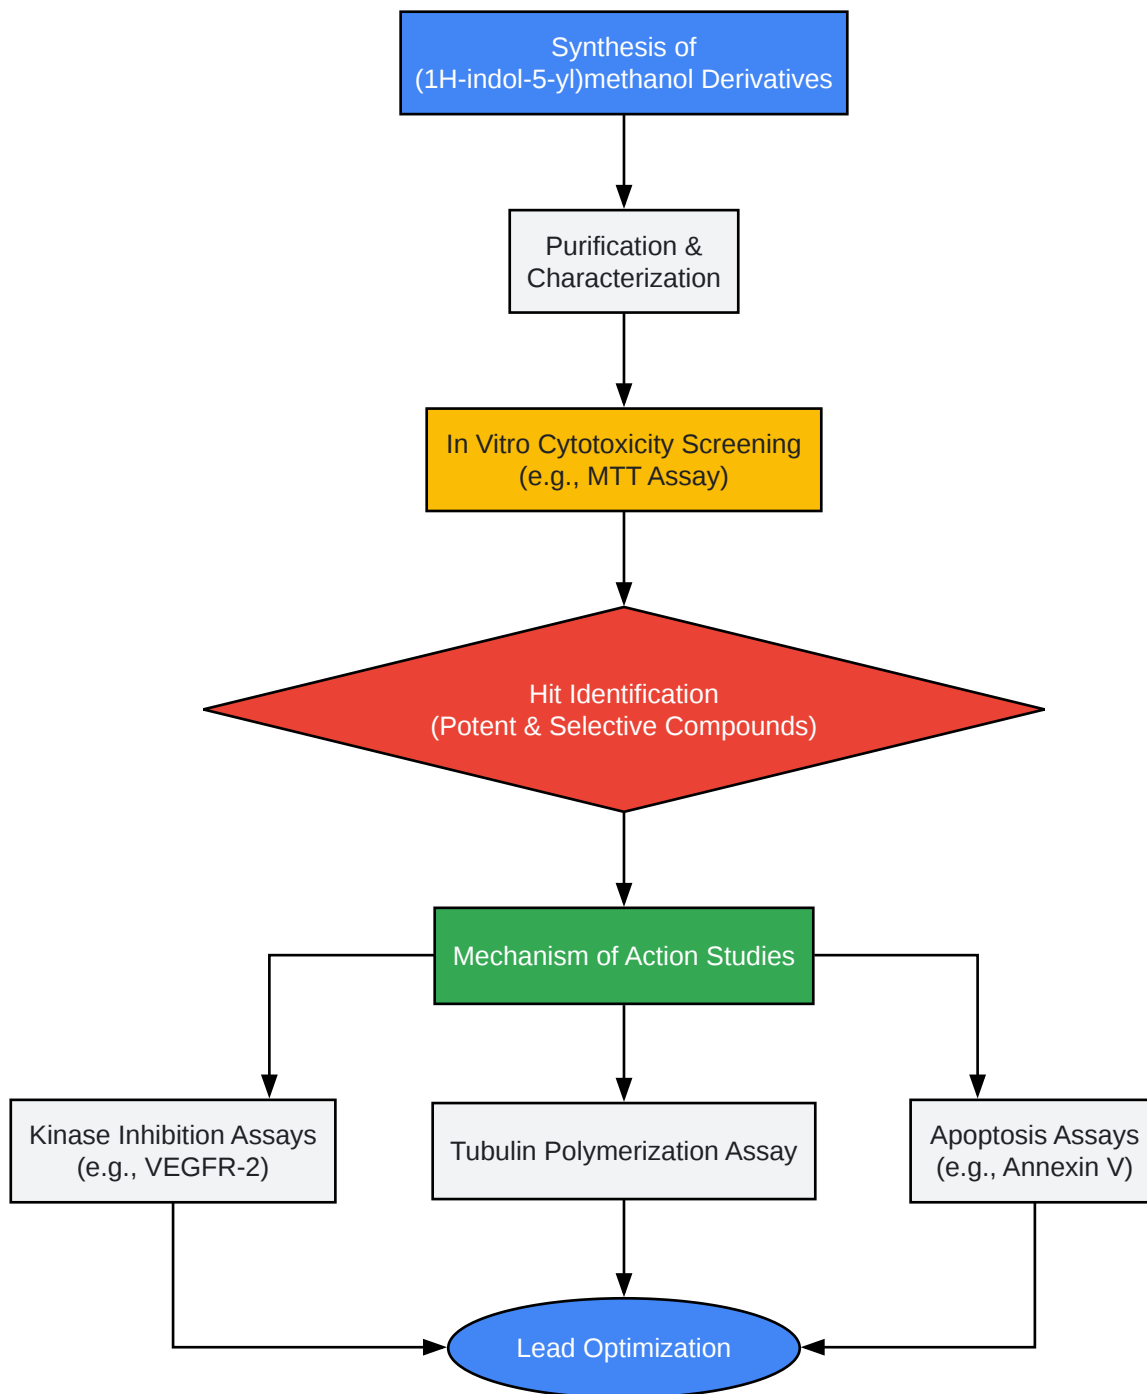 Synthesis of
(1H-indol-5-yl)methanol Derivatives
Purification &
Characterization
In Vitro Cytotoxicity Screening
(e.g., MTT Assay)
Hit Identification
(Potent & Selective Compounds)
Mechanism of Action Studies
Kinase Inhibition Assays
(e.g., VEGFR-2)
Tubulin Polymerization Assay
Apoptosis Assays
(e.g., Annexin V)
Lead Optimization